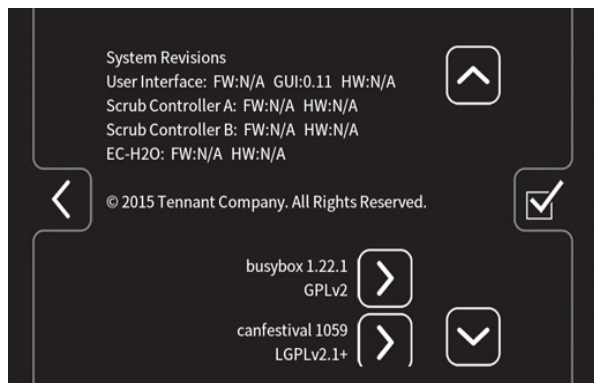 System Revisions
User Interface: FW:N/A GUI:0.11 HW:N/A
Scrub Controller A: FW:N/A HW:N/A
Scrub Controller B: FW:N/A HW:N/A
EC-H2O: FW:N/A HW:N/A
© 2015 Tennant Company. All Rights Reserved.
busybox 1.22.1
GPLv2
canfestival 1059
LGPLv2.1+